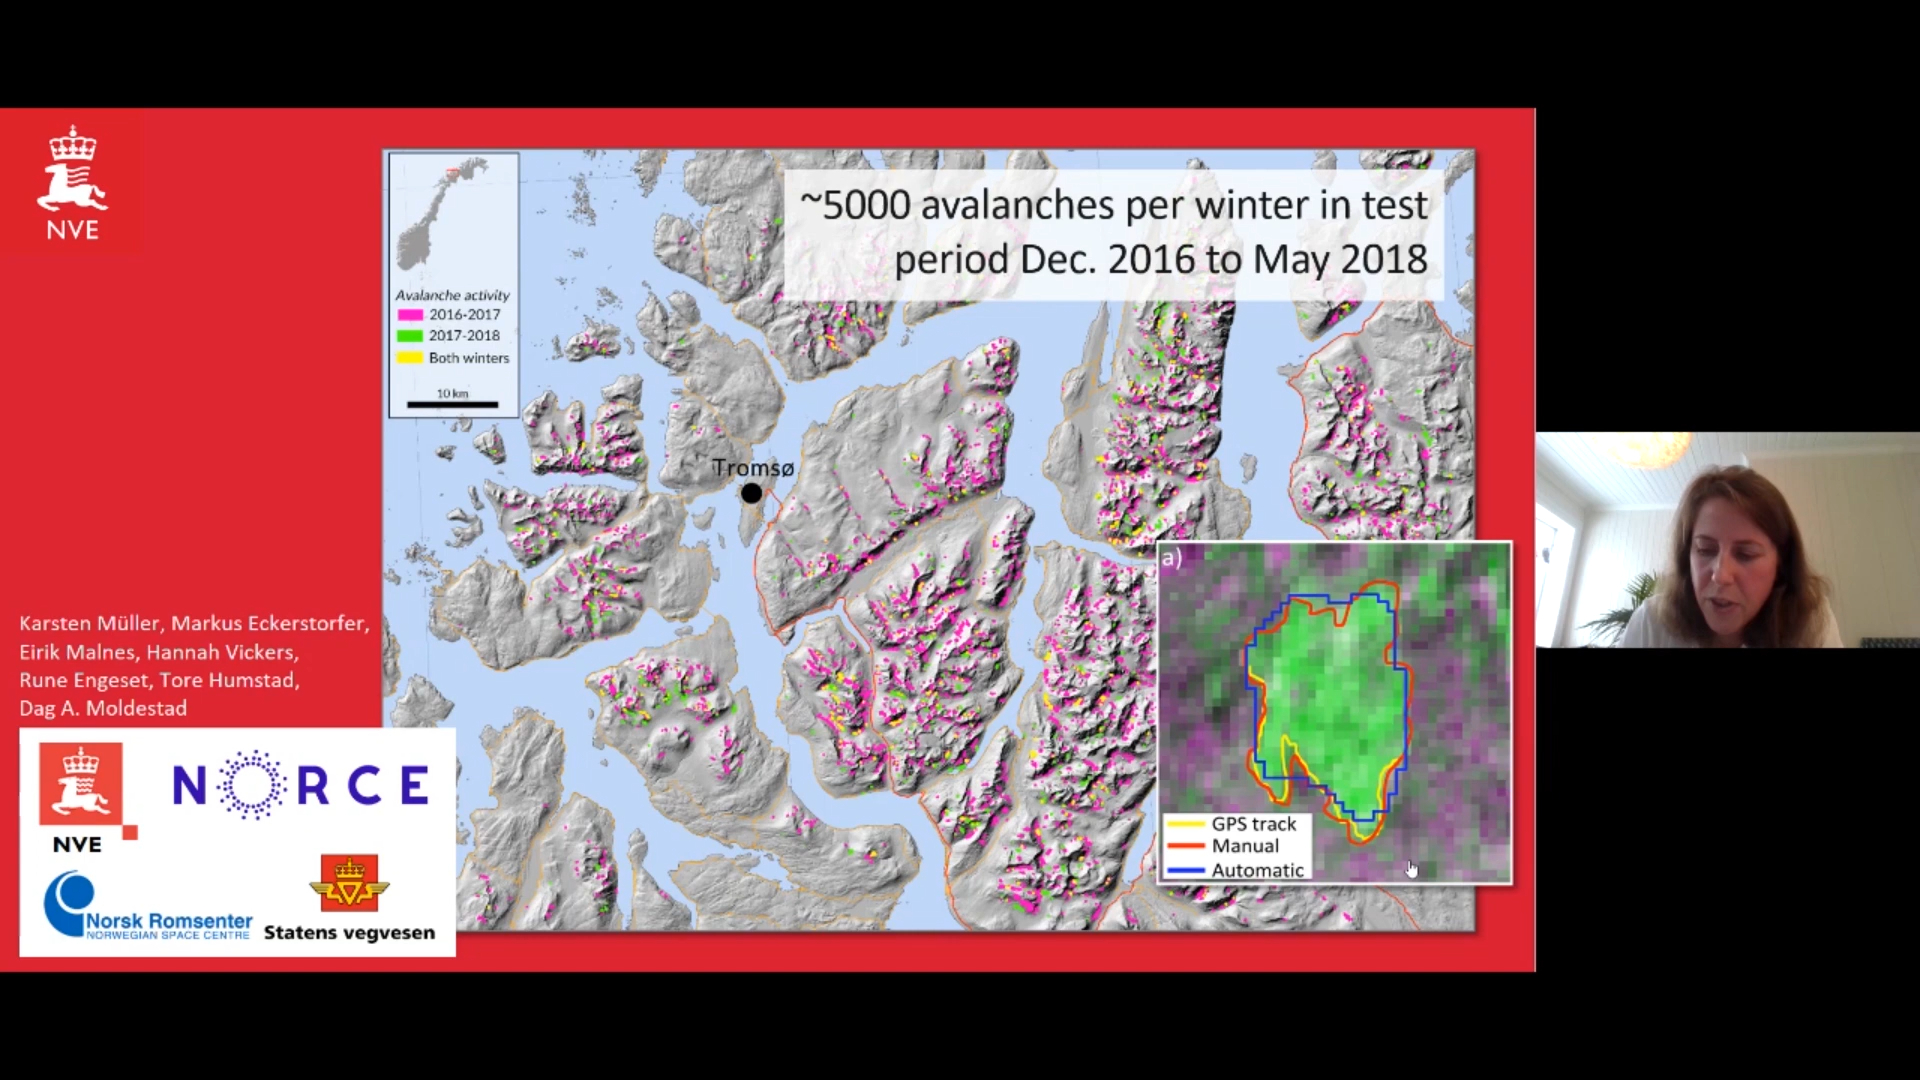 NVE
~5000 avalanches per winter in test
period Dec. 2016 to May 2018
Avalanche activity
2016-2017
2017-2018
Both winters
10 km
Tromsø
a)
GPS track
Manual
Automatic
Karsten Müller, Markus Eckerstorfer,
Eirik Malnes, Hannah Vickers,
Rune Engeset, Tore Humstad,
Dag A. Moldestad
NVE
NORCE
Norsk Romsenter
NORWEGIAN SPACE CENTRE
Statens vegvesen